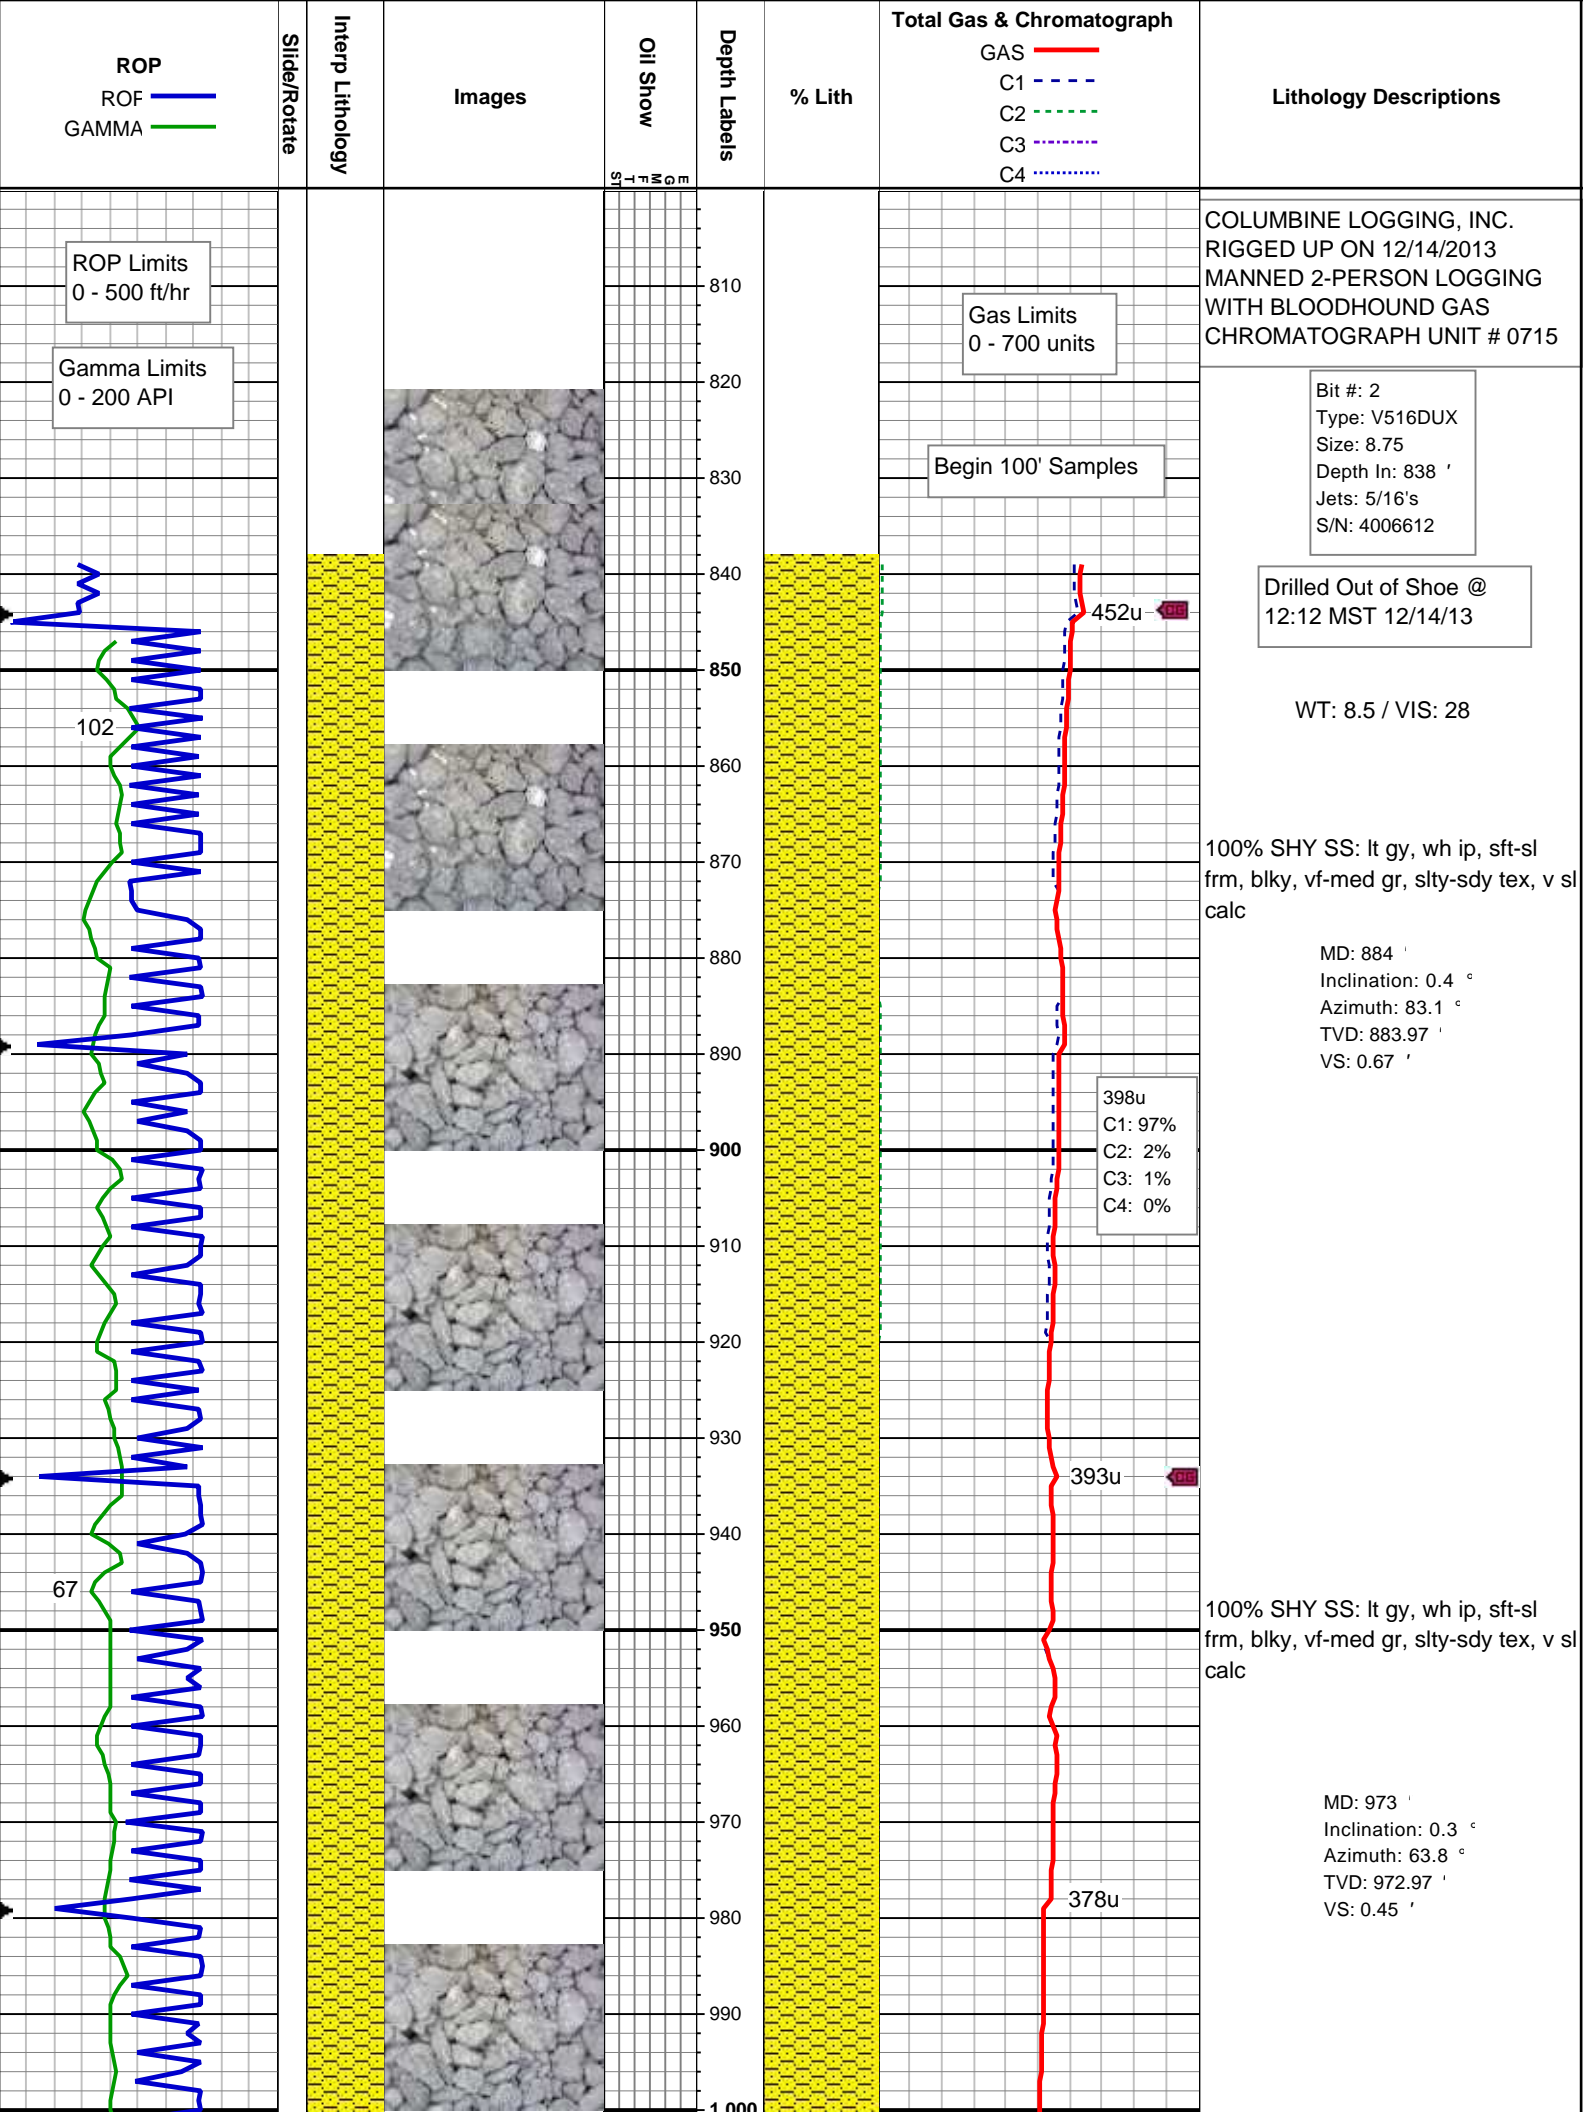 ROP
ROP
GAMMA
Slide/Rotate
Interp Lithology
Images
Oil Show
ST T F M G E
Depth Labels
% Lith
Total Gas & Chromatograph
GAS
C1
C2
C3
C4
Lithology Descriptions
ROP Limits
0 - 500 ft/hr
Gamma Limits
0 - 200 API
102
67
810
820
830
840
850
860
870
880
890
900
910
920
930
940
950
960
970
980
990
1,000
Gas Limits
0 - 700 units
Begin 100' Samples
452u
CG
398u
C1: 97%
C2: 2%
C3: 1%
C4: 0%
393u
CG
378u
COLUMBINE LOGGING, INC.
RIGGED UP ON 12/14/2013
MANNED 2-PERSON LOGGING
WITH BLOODHOUND GAS
CHROMATOGRAPH UNIT # 0715
Bit #: 2
Type: V516DUX
Size: 8.75
Depth In: 838 '
Jets: 5/16's
S/N: 4006612
Drilled Out of Shoe @
12:12 MST 12/14/13
WT: 8.5 / VIS: 28
100% SHY SS: lt gy, wh ip, sft-sl
frm, blky, vf-med gr, slty-sdy tex, v sl
calc
MD: 884 '
Inclination: 0.4 °
Azimuth: 83.1 °
TVD: 883.97 '
VS: 0.67 '
100% SHY SS: lt gy, wh ip, sft-sl
frm, blky, vf-med gr, slty-sdy tex, v sl
calc
MD: 973 '
Inclination: 0.3 °
Azimuth: 63.8 °
TVD: 972.97 '
VS: 0.45 '